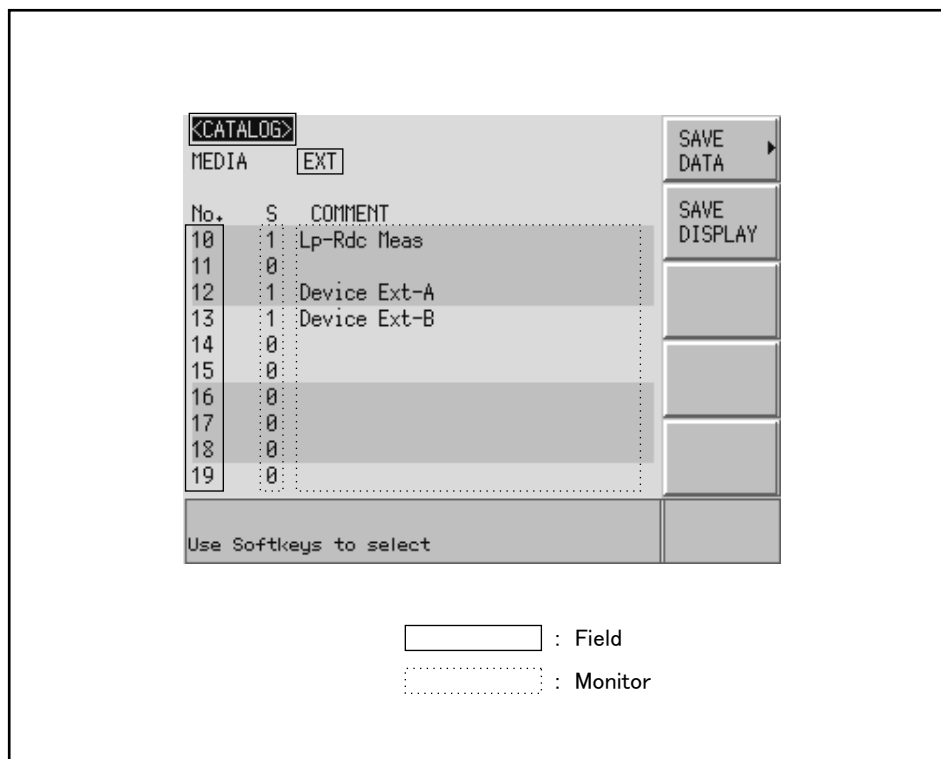 <CATALOG>
MEDIA EXT
No. S COMMENT
10 1 Lp-Rdc Meas
11 0
12 1 Device Ext-A
13 1 Device Ext-B
14 0
15 0
16 0
17 0
18 0
19 0
Use Softkeys to select
SAVE
DATA
SAVE
DISPLAY
: Field
: Monitor